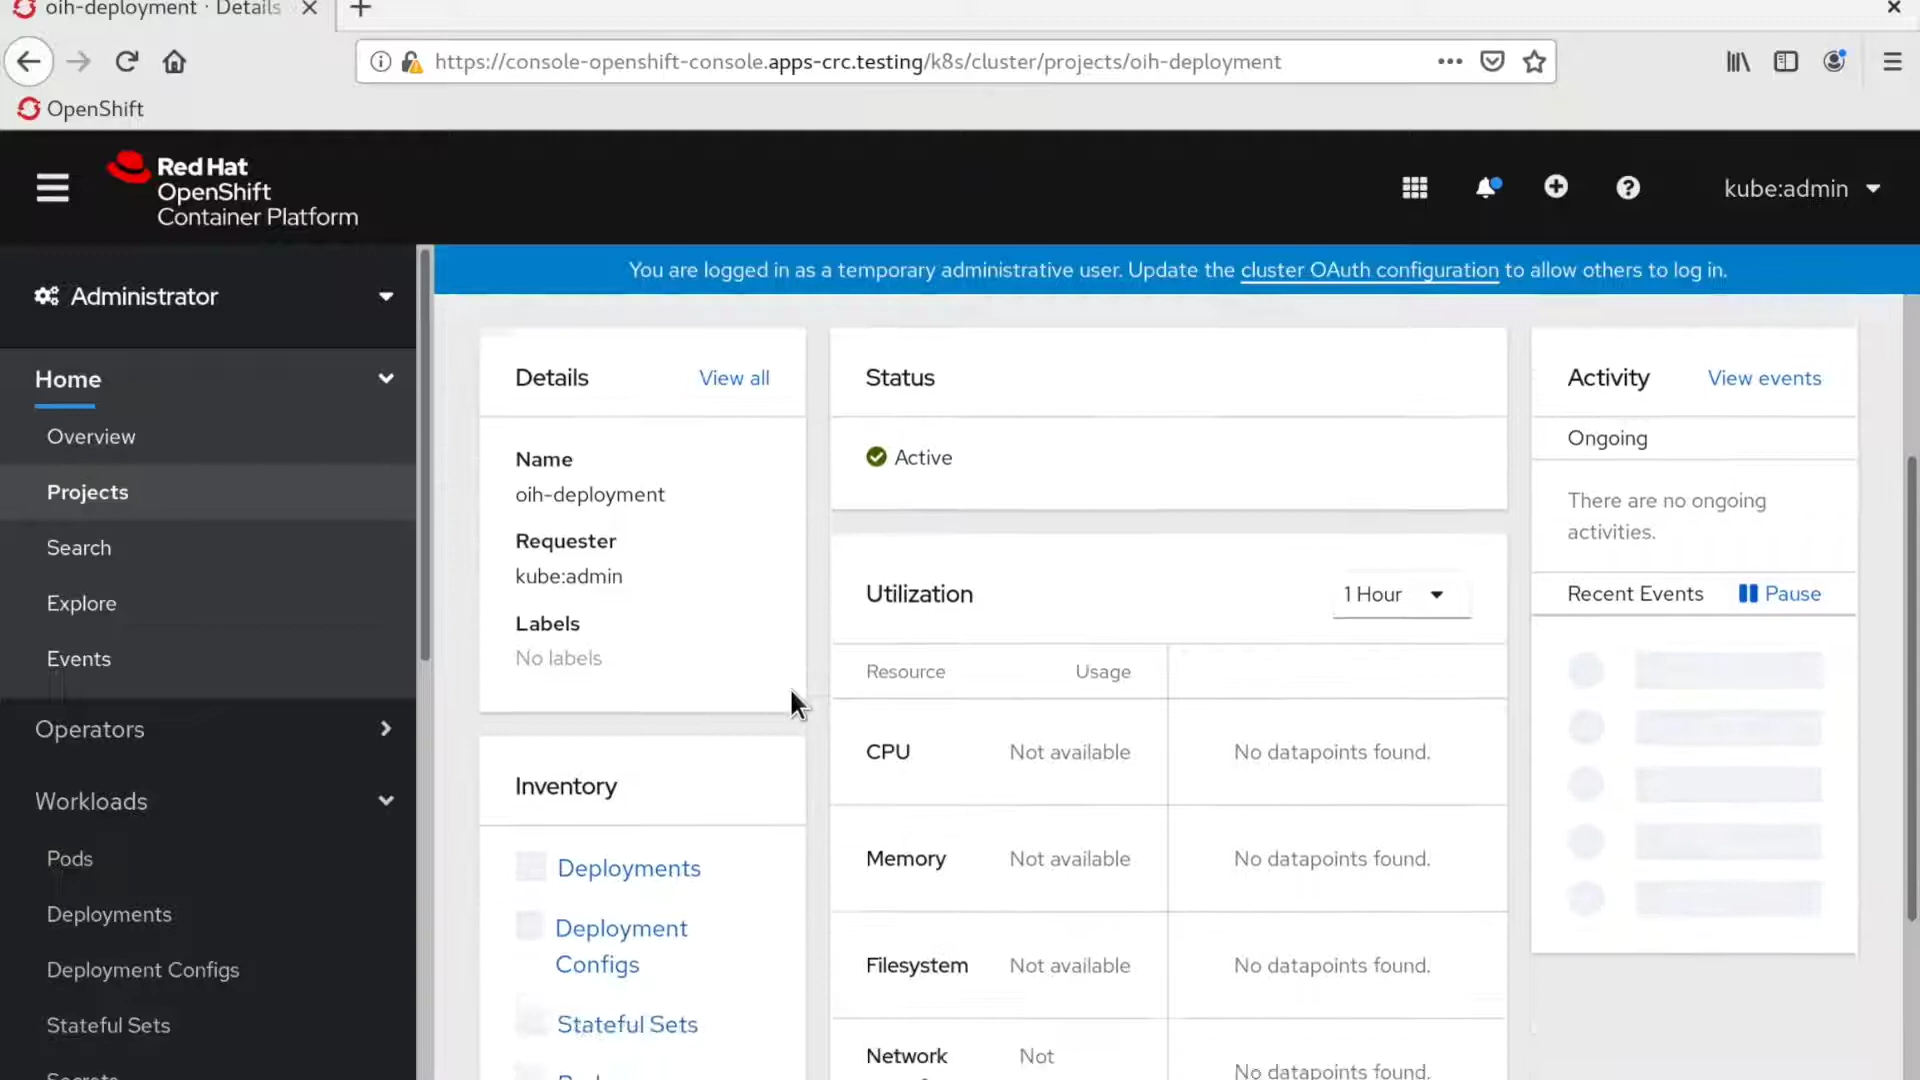 oih-deployment · Details
https://console-openshift-console.apps-crc.testing/k8s/cluster/projects/oih-deployment
OpenShift
Red Hat
OpenShift
Container Platform
kube:admin
Administrator
You are logged in as a temporary administrative user. Update the cluster OAuth configuration to allow others to log in.
Home
Overview
Projects
Search
Explore
Events
Operators
Workloads
Pods
Deployments
Deployment Configs
Stateful Sets
Details
View all
Name
oih-deployment
Requester
kube:admin
Labels
No labels
Inventory
Deployments
Deployment
Configs
Stateful Sets
Status
Active
Utilization
1 Hour
Resource Usage
CPU Not available No datapoints found.
Memory Not available No datapoints found.
Filesystem Not available No datapoints found.
Network Not
No datapoints found.
Activity
View events
Ongoing
There are no ongoing
activities.
Recent Events
Pause